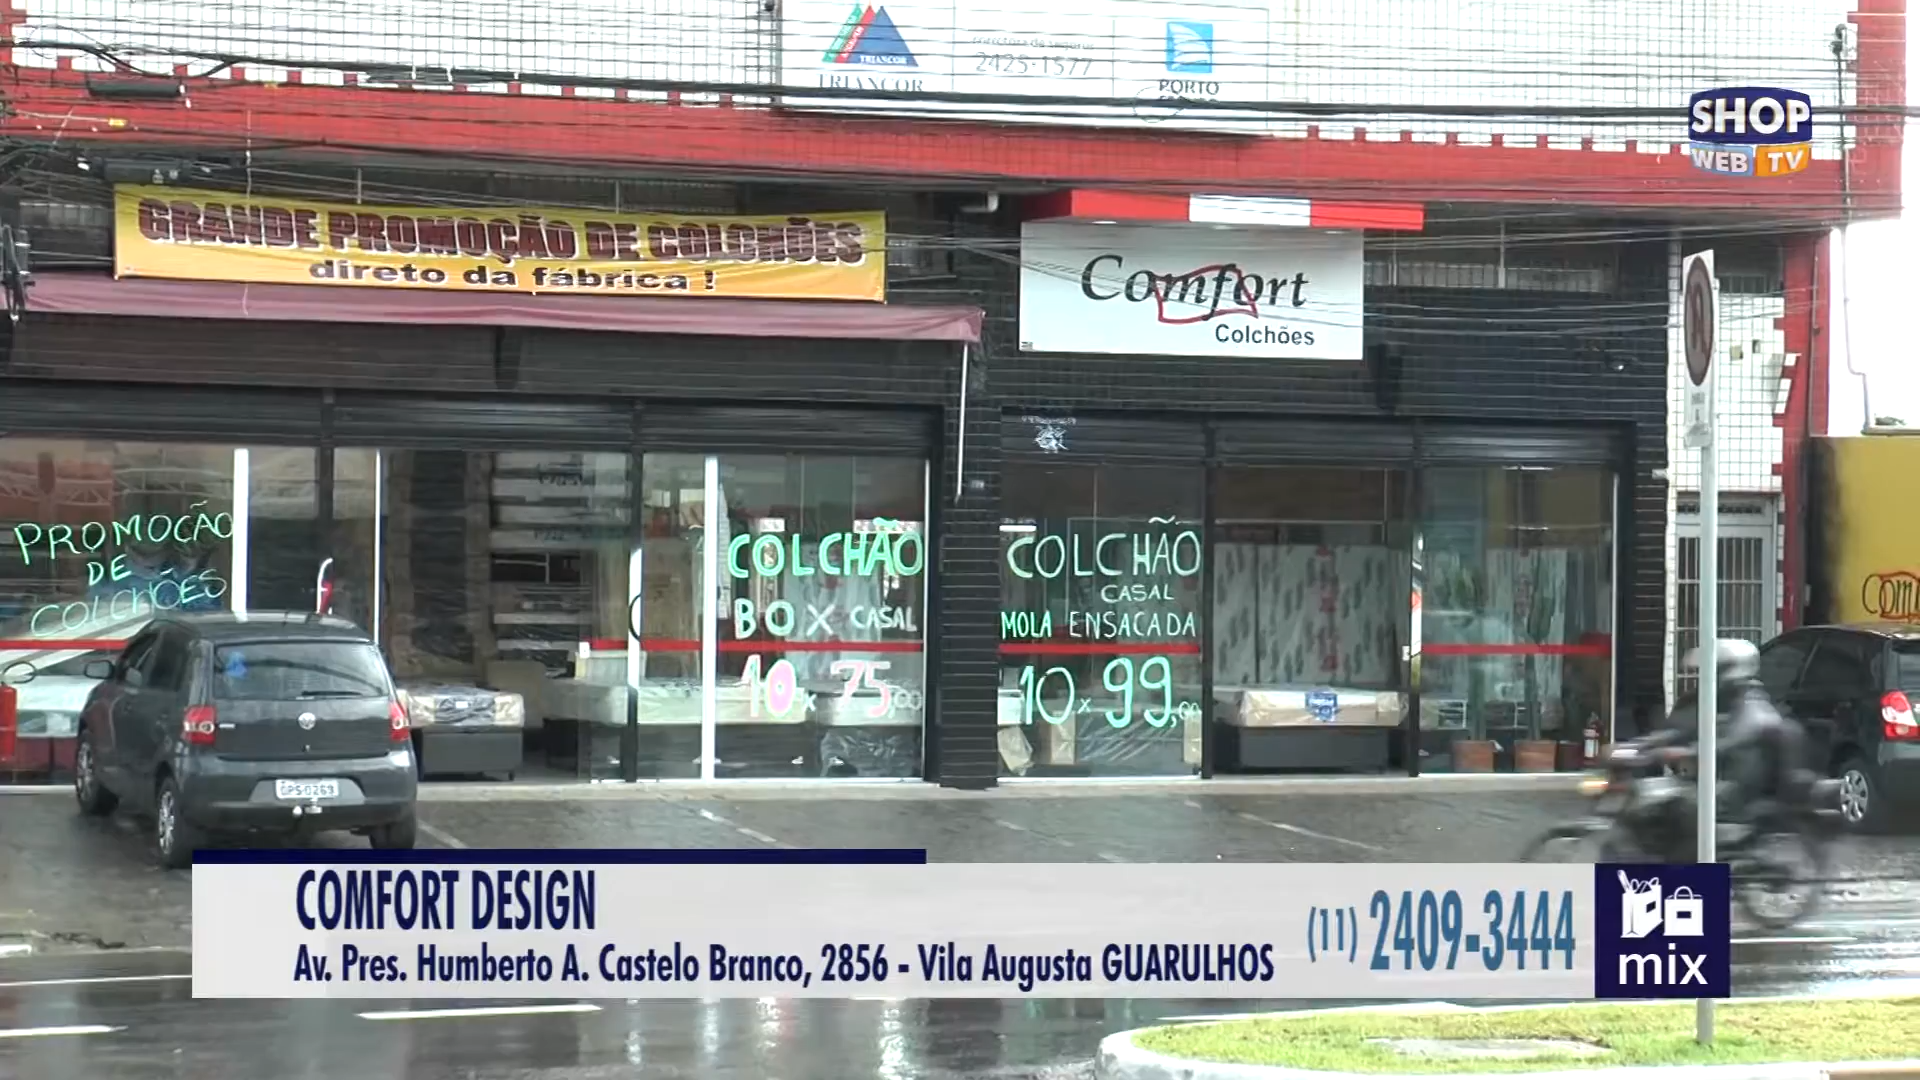 TRIANCOR
TRIANCOR
2425-1577
PORTO
SHOP
WEB TV
GRANDE PROMOÇÃO DE COLCHÕES
direto da fábrica !
Comfort
Colchões
PROMOÇÃO
DE
COLCHÕES
COLCHÃO
BOX CASAL
10x 75,00
COLCHÃO
CASAL
MOLA ENSACADA
10x 99,00
COMFORT DESIGN
Av. Pres. Humberto A. Castelo Branco, 2856 - Vila Augusta GUARULHOS
(11) 2409-3444
mix